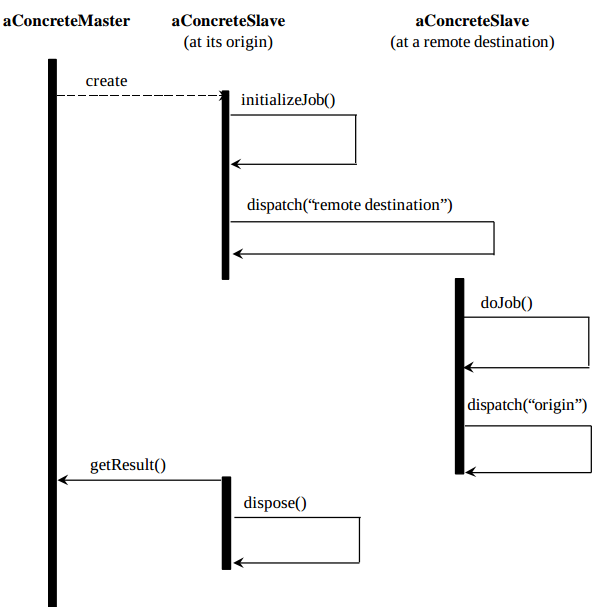 aConcreteMaster
aConcreteSlave
(at its origin)
aConcreteSlave
(at a remote destination)
create
initializeJob()
dispatch(“remote destination”)
doJob()
dispatch(“origin”)
getResult()
dispose()